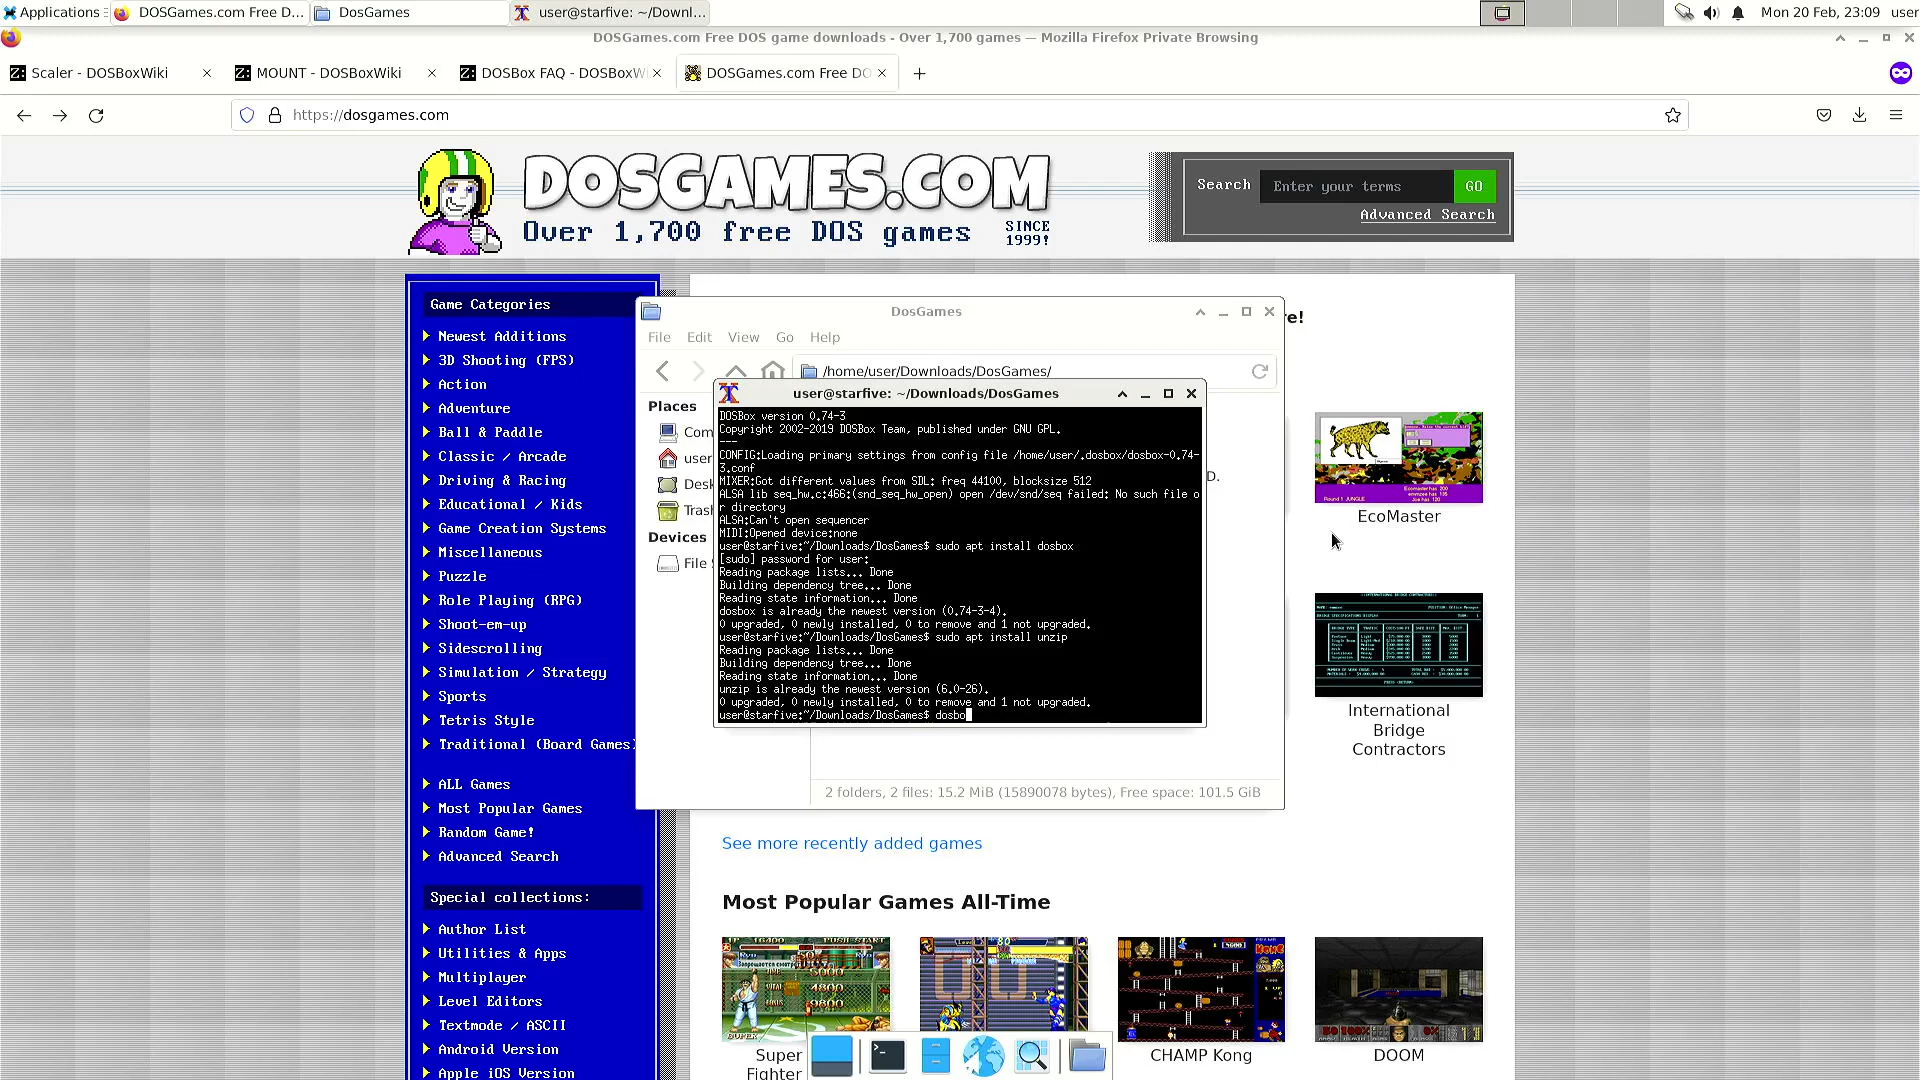 Applications
DOSGames.com Free D...
DosGames
user@starfive: ~/Downl...
Mon 20 Feb, 23:09
user
DOSGames.com Free DOS game downloads - Over 1,700 games — Mozilla Firefox Private Browsing
Scaler - DOSBoxWiki
MOUNT - DOSBoxWiki
DOSBox FAQ - DOSBoxW
DOSGames.com Free DO
https://dosgames.com
DOSGAMES.COM
Over 1,700 free DOS games
SINCE
1999!
Search
Enter your terms
GO
Advanced Search
Game Categories
Newest Additions
3D Shooting (FPS)
Action
Adventure
Ball & Paddle
Classic / Arcade
Driving & Racing
Educational / Kids
Game Creation Systems
Miscellaneous
Puzzle
Role Playing (RPG)
Shoot-em-up
Sidescrolling
Simulation / Strategy
Sports
Tetris Style
Traditional (Board Games)
ALL Games
Most Popular Games
Random Game!
Advanced Search
Special collections:
Author List
Utilities & Apps
Multiplayer
Level Editors
Textmode / ASCII
Android Version
Apple iOS Version
DosGames
File Edit View Go Help
/home/user/Downloads/DosGames/
Places
Com
user
Desk
Trash
Devices
File S
user@starfive: ~/Downloads/DosGames
DOSBox version 0.74-3
Copyright 2002-2019 DOSBox Team, published under GNU GPL.
---
CONFIG:Loading primary settings from config file /home/user/.dosbox/dosbox-0.74-
3.conf
MIXER:Got different values from SDL: freq 44100, blocksize 512
ALSA lib seq_hw.c:466:(snd_seq_hw_open) open /dev/snd/seq failed: No such file o
r directory
ALSA:Can't open sequencer
MIDI:Opened device:none
user@starfive:~/Downloads/DosGames$ sudo apt install dosbox
[sudo] password for user:
Reading package lists... Done
Building dependency tree... Done
Reading state information... Done
dosbox is already the newest version (0.74-3-4).
0 upgraded, 0 newly installed, 0 to remove and 1 not upgraded.
user@starfive:~/Downloads/DosGames$ sudo apt install unzip
Reading package lists... Done
Building dependency tree... Done
Reading state information... Done
unzip is already the newest version (6.0-26).
0 upgraded, 0 newly installed, 0 to remove and 1 not upgraded.
user@starfive:~/Downloads/DosGames$ dosbo
2 folders, 2 files: 15.2 MiB (15890078 bytes), Free space: 101.5 GiB
re!
D.
Round 1 JUNGLE
EcoMaster
INTERNATIONAL BRIDGE CONTRACTORS
International
Bridge
Contractors
See more recently added games
Most Popular Games All-Time
Super
Fighter
CHAMP Kong
DOOM